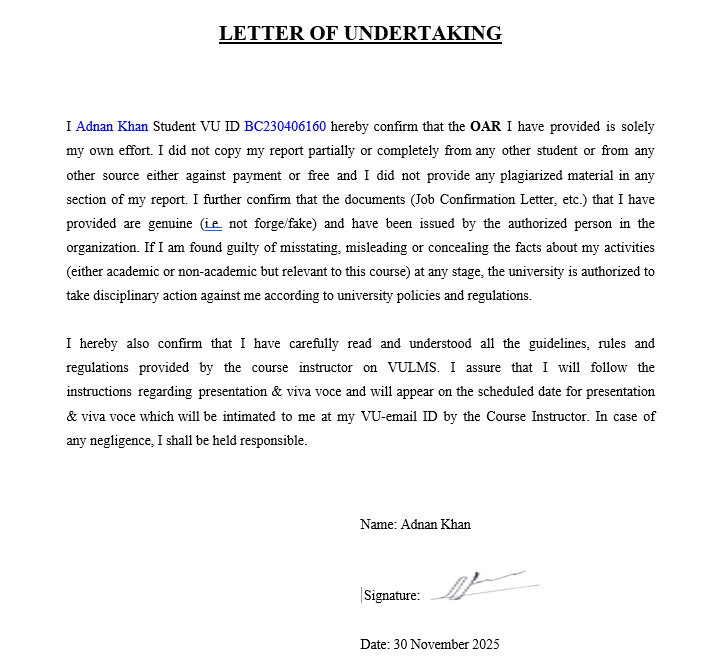 LETTER OF UNDERTAKING
I Adnan Khan Student VU ID BC230406160 hereby confirm that the OAR I have provided is solely
my own effort. I did not copy my report partially or completely from any other student or from any
other source either against payment or free and I did not provide any plagiarized material in any
section of my report. I further confirm that the documents (Job Confirmation Letter, etc.) that I have
provided are genuine (i.e. not forge/fake) and have been issued by the authorized person in the
organization. If I am found guilty of misstating, misleading or concealing the facts about my activities
(either academic or non-academic but relevant to this course) at any stage, the university is authorized to
take disciplinary action against me according to university policies and regulations.
I hereby also confirm that I have carefully read and understood all the guidelines, rules and
regulations provided by the course instructor on VULMS. I assure that I will follow the
instructions regarding presentation & viva voce and will appear on the scheduled date for presentation
& viva voce which will be intimated to me at my VU-email ID by the Course Instructor. In case of
any negligence, I shall be held responsible.
Name: Adnan Khan
Signature:
Date: 30 November 2025